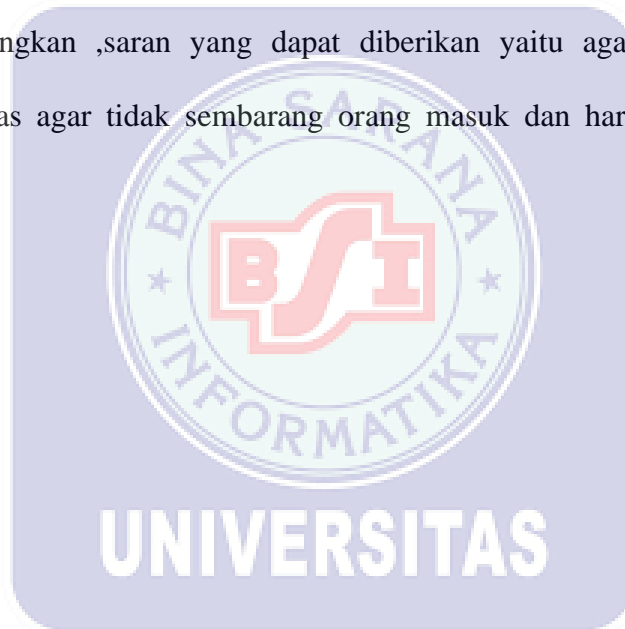 ngkan ,saran yang dapat diberikan yaitu aga
as agar tidak sembarang orang masuk dan har
BINA SARANA
BSI
INFORMATIKA
UNIVERSITAS